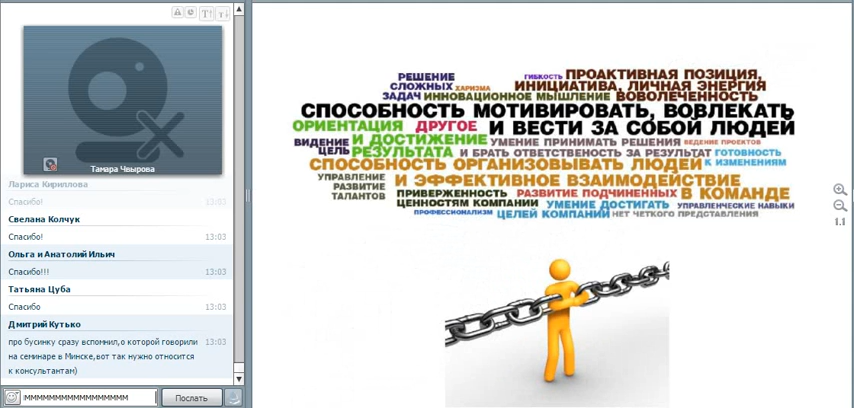 Тамара Чвырова
Лариса Кириллова
Спасибо! 13:03
Свелана Колчук
Спасибо! 13:03
Ольга и Анатолий Ильич
Спасибо!!! 13:03
Татьяна Цуба
Спасибо 13:03
Дмитрий Кутько
про бусинку сразу вспомнил,о которой говорили 13:03
на семинаре в Минске,вот так нужно относится
к консультантам)
Послать
РЕШЕНИЕ
СЛОЖНЫХ
ЗАДАЧ
ХАРИЗМА
ГИБКОСТЬ
ПРОАКТИВНАЯ ПОЗИЦИЯ,
ИНИЦИАТИВА, ЛИЧНАЯ ЭНЕРГИЯ
ИННОВАЦИОННОЕ МЫШЛЕНИЕ
ВОВОЛЕЧЕННОСТЬ
СПОСОБНОСТЬ МОТИВИРОВАТЬ, ВОВЛЕКАТЬ
И ВЕСТИ ЗА СОБОЙ ЛЮДЕЙ
ОРИЕНТАЦИЯ
И ДОСТИЖЕНИЕ
РЕЗУЛЬТАТА
ДРУГОЕ
ВИДЕНИЕ
ЦЕЛЬ
УМЕНИЕ ПРИНИМАТЬ РЕШЕНИЯ
И БРАТЬ ОТВЕТСТВЕНОСТЬ ЗА РЕЗУЛЬТАТ
ВЕДЕНИЕ ПРОЕКТОВ
ГОТОВНОСТЬ
К ИЗМЕНЕНИЯМ
СПОСОБНОСТЬ ОРГАНИЗОВЫВАТЬ ЛЮДЕЙ
И ЭФФЕКТИВНОЕ ВЗАИМОДЕЙСТВИЕ
В КОМАНДЕ
УПРАВЛЕНИЕ
РАЗВИТИЕ
ТАЛАНТОВ
ПРИВЕРЖЕННОСТЬ
ЦЕННОСТЯМ КОМПАНИИ
РАЗВИТИЕ ПОДЧИНЕННЫХ
УМЕНИЕ ДОСТИГАТЬ
ЦЕЛЕЙ КОМПАНИИ
УПРАВЛЕНЧЕСКИЕ НАВЫКИ
ПРОФЕССИОНАЛИЗМ
НЕТ ЧЕТКОГО ПРЕДСТАВЛЕНИЯ
1.1